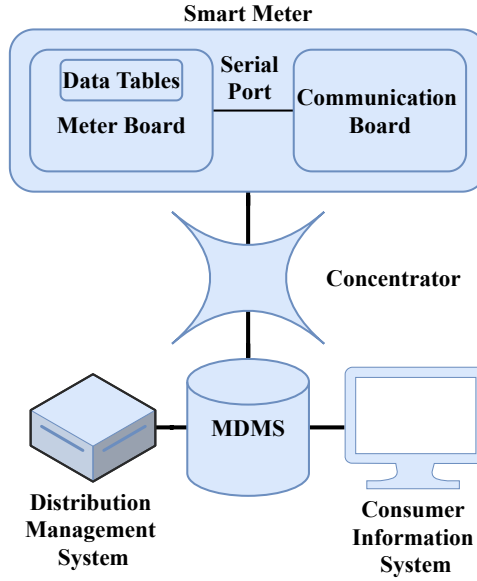 Smart Meter
Data Tables
Meter Board
Serial
Port
Communication
Board
Concentrator
MDMS
Distribution
Management
System
Consumer
Information
System